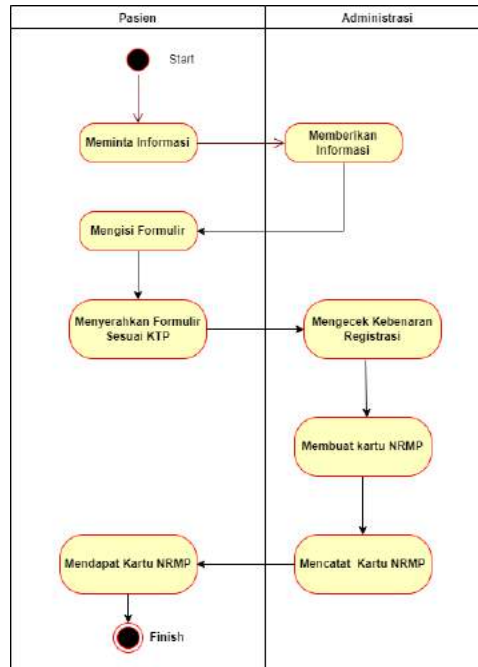 Pasien
Administrasi
Start
Meminta Informasi
Memberikan
Informasi
Mengisi Formulir
Menyerahkan Formulir
Sesuai KTP
Mengecek Kebenaran
Registrasi
Membuat kartu NRMP
Mencatat Kartu NRMP
Mendapat Kartu NRMP
Finish